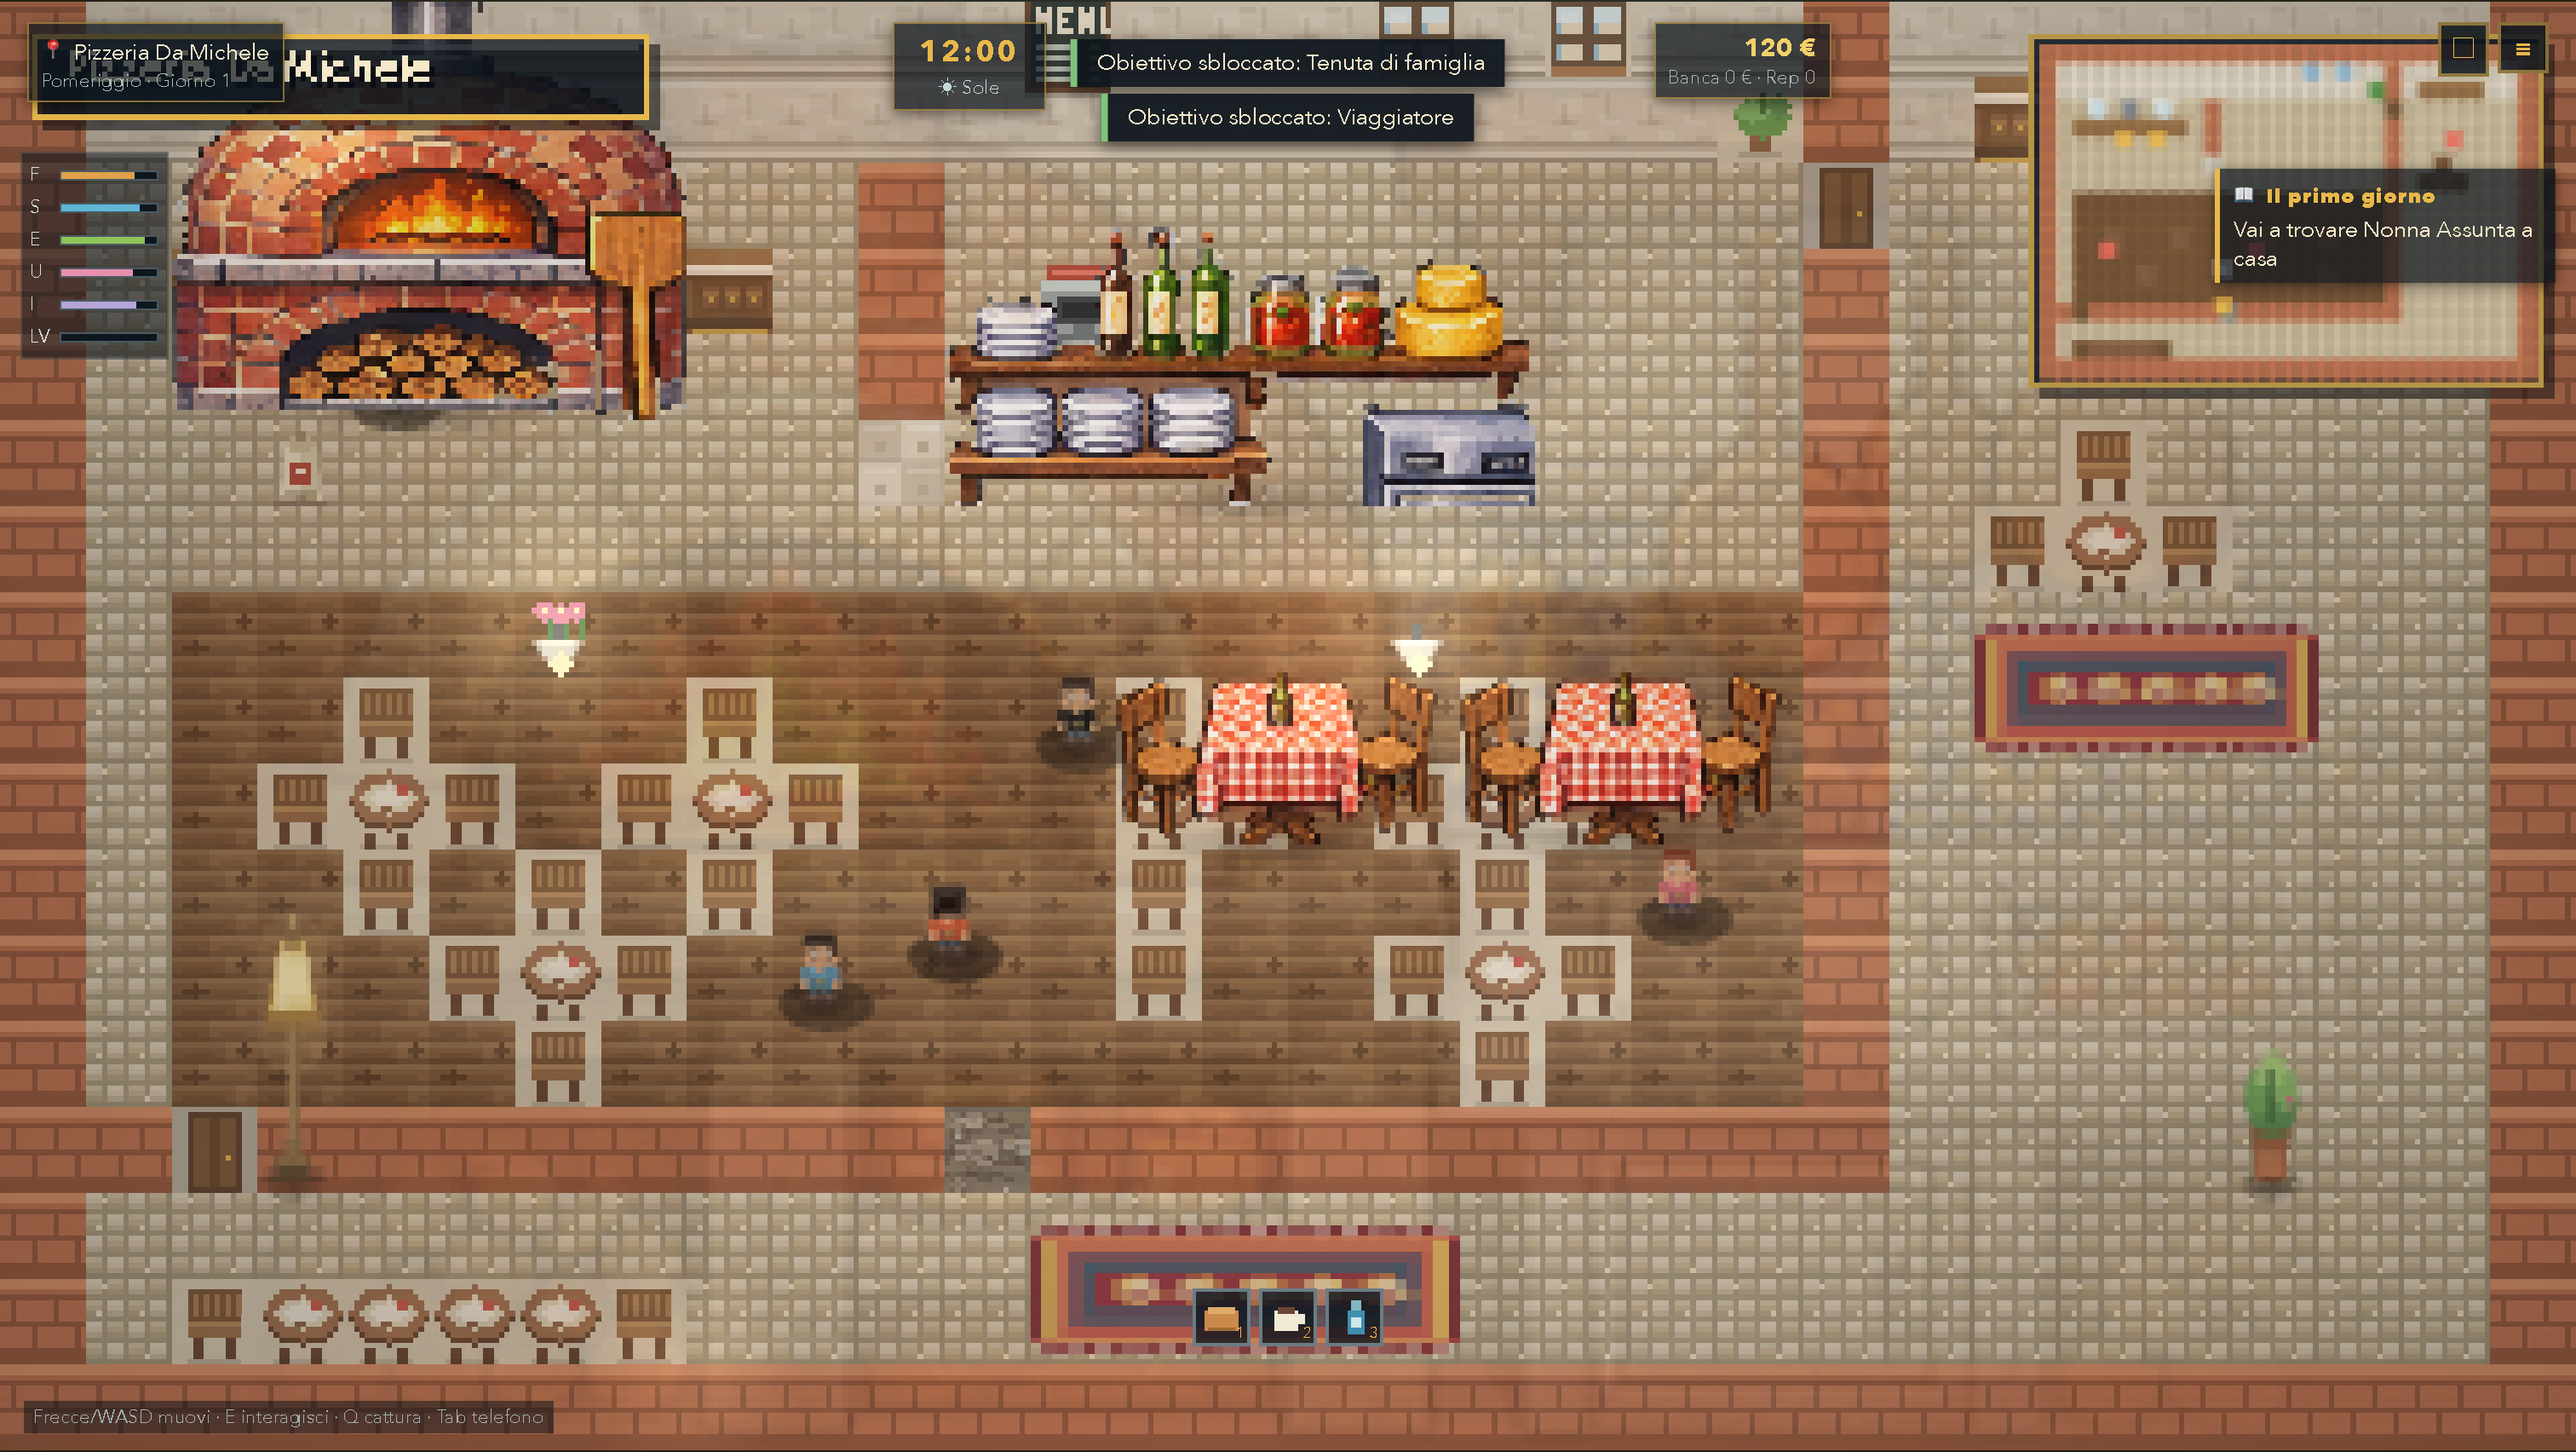 Pizzeria Da Michele
Michele
Pomeriggio · Giorno 1
12:00
Sole
MENU
Obiettivo sbloccato: Tenuta di famiglia
Obiettivo sbloccato: Viaggiatore
120 €
Banca 0 € · Rep 0
F
S
E
U
I
LV
Il primo giorno
Vai a trovare Nonna Assunta a
casa
1
2
3
Frecce/WASD muovi · E interagisci · Q cattura · Tab telefono